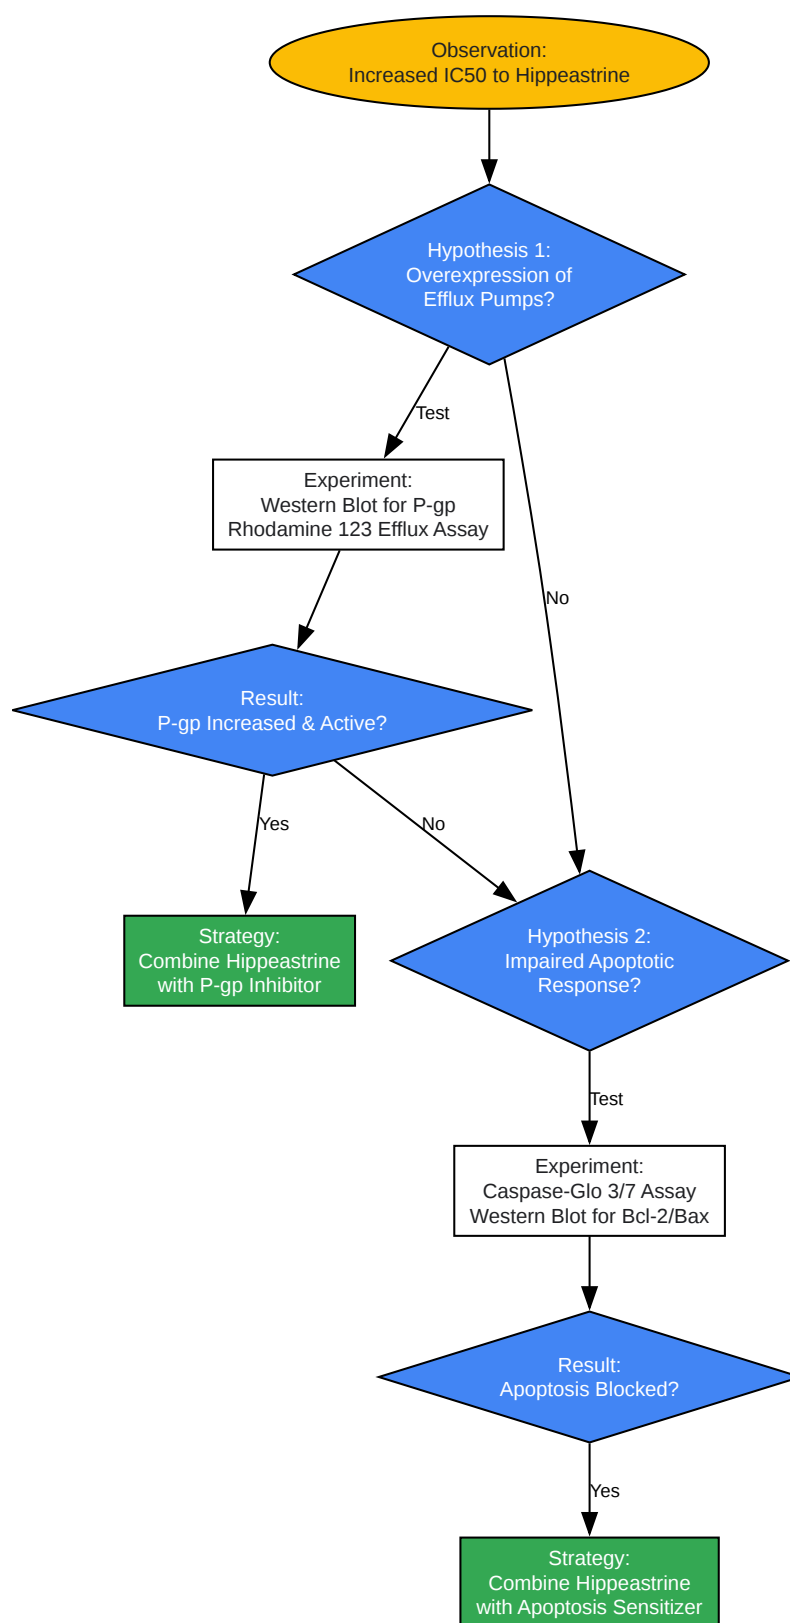 Observation:
Increased IC50 to Hippeastrine
Hypothesis 1:
Overexpression of
Efflux Pumps?
Test
Experiment:
Western Blot for P-gp
Rhodamine 123 Efflux Assay
No
Result:
P-gp Increased & Active?
Yes
No
Strategy:
Combine Hippeastrine
with P-gp Inhibitor
Hypothesis 2:
Impaired Apoptotic
Response?
Test
Experiment:
Caspase-Glo 3/7 Assay
Western Blot for Bcl-2/Bax
Result:
Apoptosis Blocked?
Yes
Strategy:
Combine Hippeastrine
with Apoptosis Sensitizer